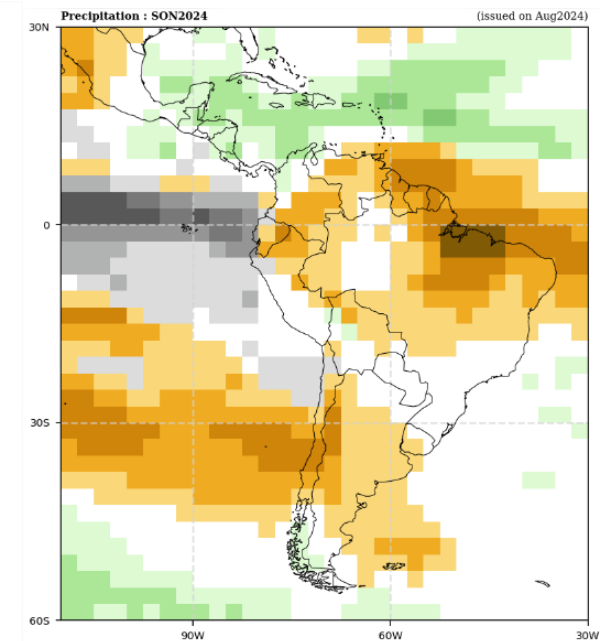 Precipitation : SON2024
(issued on Aug2024)
30N
0
30S
60S
90W
60W
30W